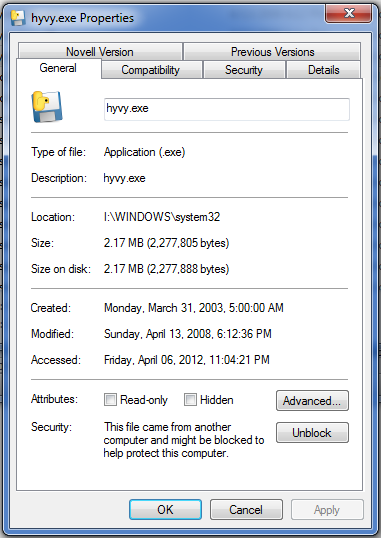 hyvy.exe Properties
Novell Version Previous Versions
General Compatibility Security Details
hyvy.exe
Type of file: Application (.exe)
Description: hyvy.exe
Location: I:\WINDOWS\system32
Size: 2.17 MB (2,277,805 bytes)
Size on disk: 2.17 MB (2,277,888 bytes)
Created: Monday, March 31, 2003, 5:00:00 AM
Modified: Sunday, April 13, 2008, 6:12:36 PM
Accessed: Friday, April 06, 2012, 11:04:21 PM
Attributes: Read-only Hidden Advanced...
Security: This file came from another
computer and might be blocked to
help protect this computer.
Unblock
OK Cancel Apply